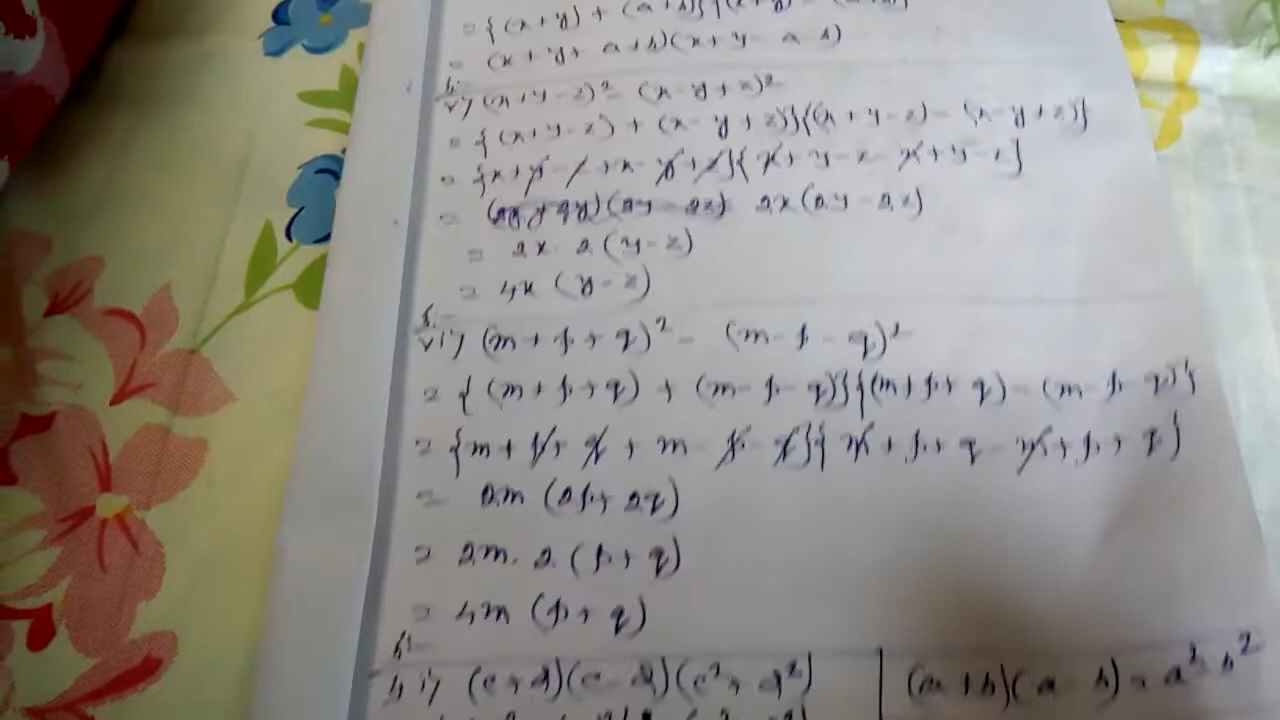 = {(x+y) + (a+b)}{(x+y) - (a+b)}
= (x+y+ a+b)(x+y- a-b)
v) (x+y-z)² - (x-y+z)²
= {(x+y-z) + (x-y+z)}{(x+y-z) - (x-y+z)}
= {x+y-z+x-y+z}{x+y-z-x+y-z}
= 2x(2y-2z)
= 2x. 2(y-z)
= 4x (y-z)
vi) (m+p+q)² - (m-p-q)²
= {(m+p+q) + (m-p-q)}{(m+p+q) - (m-p-q)}
= {m+p+q+m-p-q}{m+p+q-m+p+q}
= 2m (2p+2q)
= 2m. 2(p+q)
= 4m (p+q)
i) (c+d)(c-d)(c²+d²) (a+b)(a-b) = a²-b²